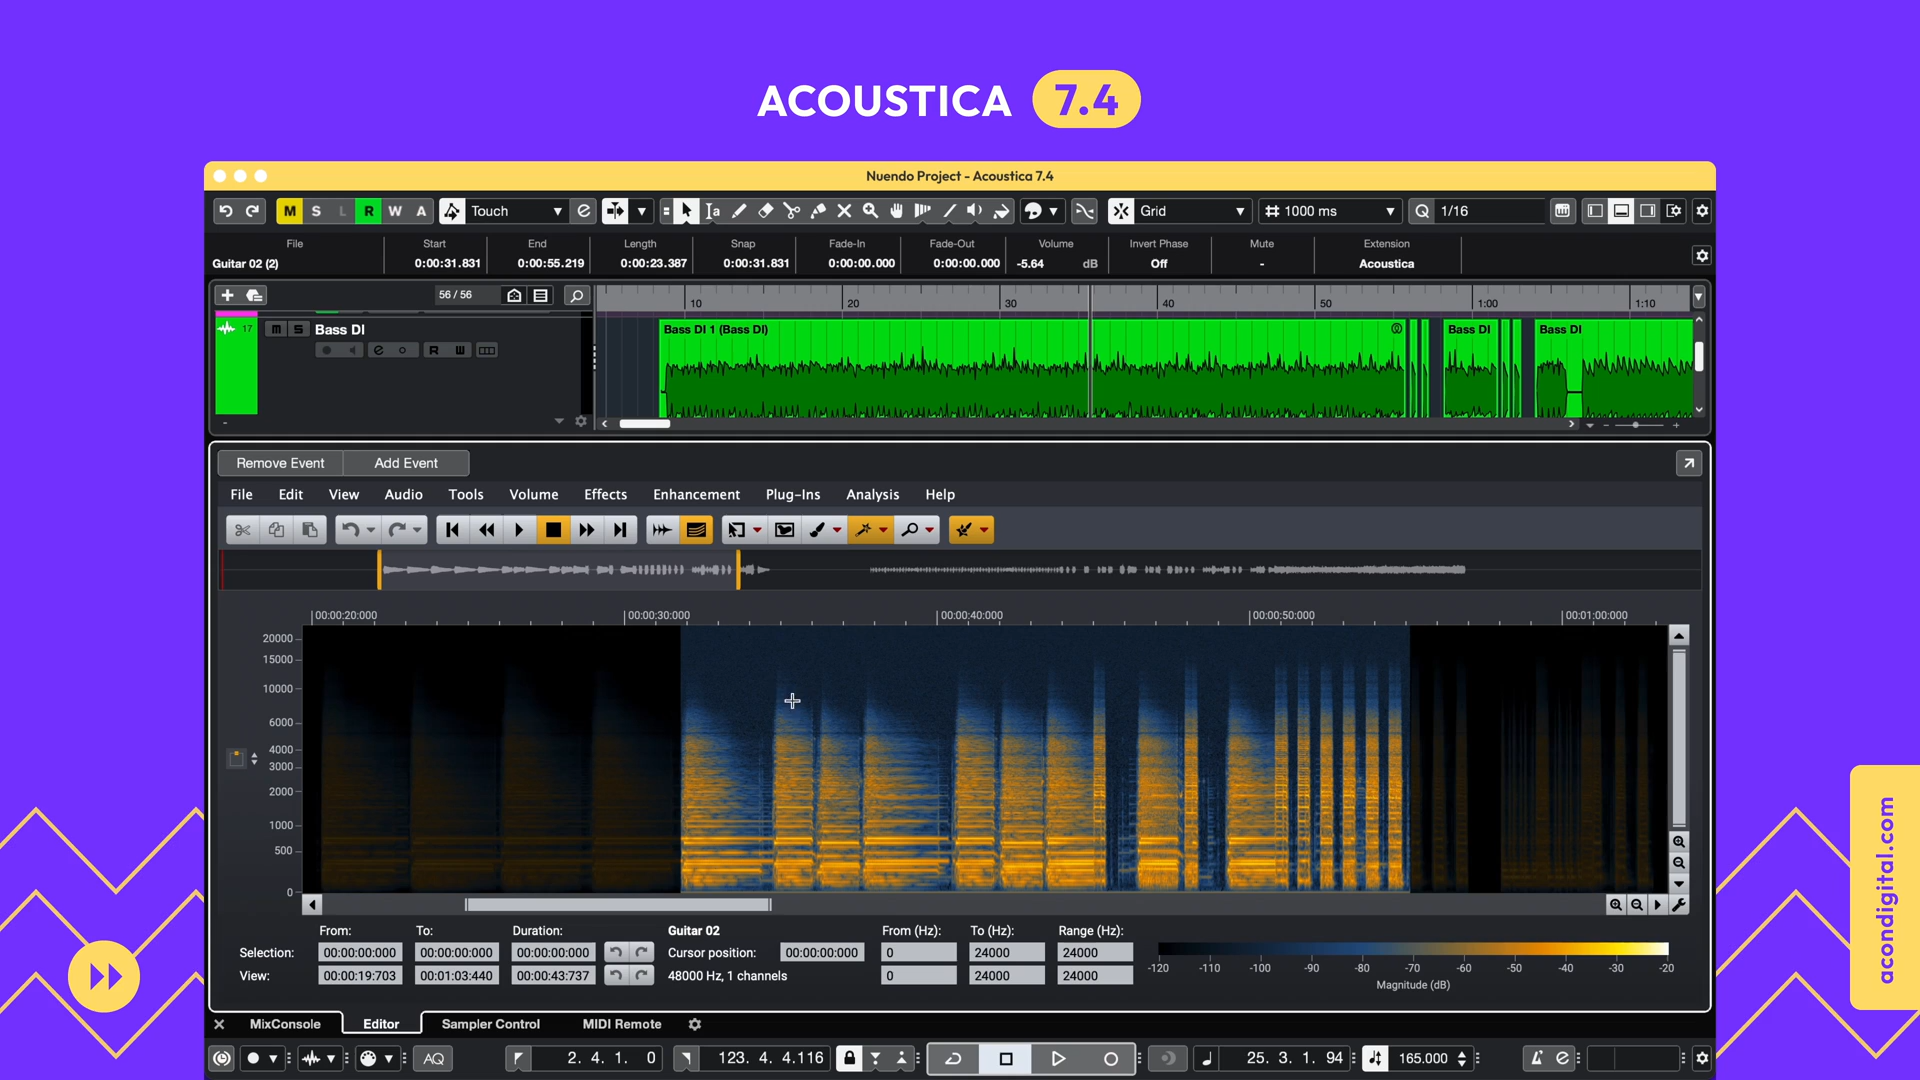 ACOUSTICA 7.4
Nuendo Project - Acoustica 7.4
M S L R W A Touch Grid 1000 ms Q 1/16
File Start End Length Snap Fade-In Fade-Out Volume Invert Phase Mute Extension
Guitar 02 (2) 0:00:31.831 0:00:55.219 0:00:23.387 0:00:31.831 0:00:00.000 0:00:00.000 -5.64 dB Off - Acoustica
56 / 56 10 20 30 40 50 1:00 1:10
17 m S Bass DI Bass DI 1 (Bass DI) Bass DI Bass DI
R W
Remove Event Add Event
File Edit View Audio Tools Volume Effects Enhancement Plug-Ins Analysis Help
00:00:20:000 00:00:30:000 00:00:40:000 00:00:50:000 00:01:00:000
20000
15000
10000
6000
4000
3000
2000
1000
500
0
From: To: Duration: Guitar 02 From (Hz): To (Hz): Range (Hz):
Selection: 00:00:00:000 00:00:00:000 00:00:00:000 Cursor position: 00:00:00:000 0 24000 24000
-120 -110 -100 -90 -80 -70 -60 -50 -40 -30 -20
View: 00:00:19:703 00:01:03:440 00:00:43:737 48000 Hz, 1 channels 0 24000 24000
Magnitude (dB)
MixConsole Editor Sampler Control MIDI Remote
AQ 2. 4. 1. 0 123. 4. 4.116 25. 3. 1. 94 165.000
acondigital.com